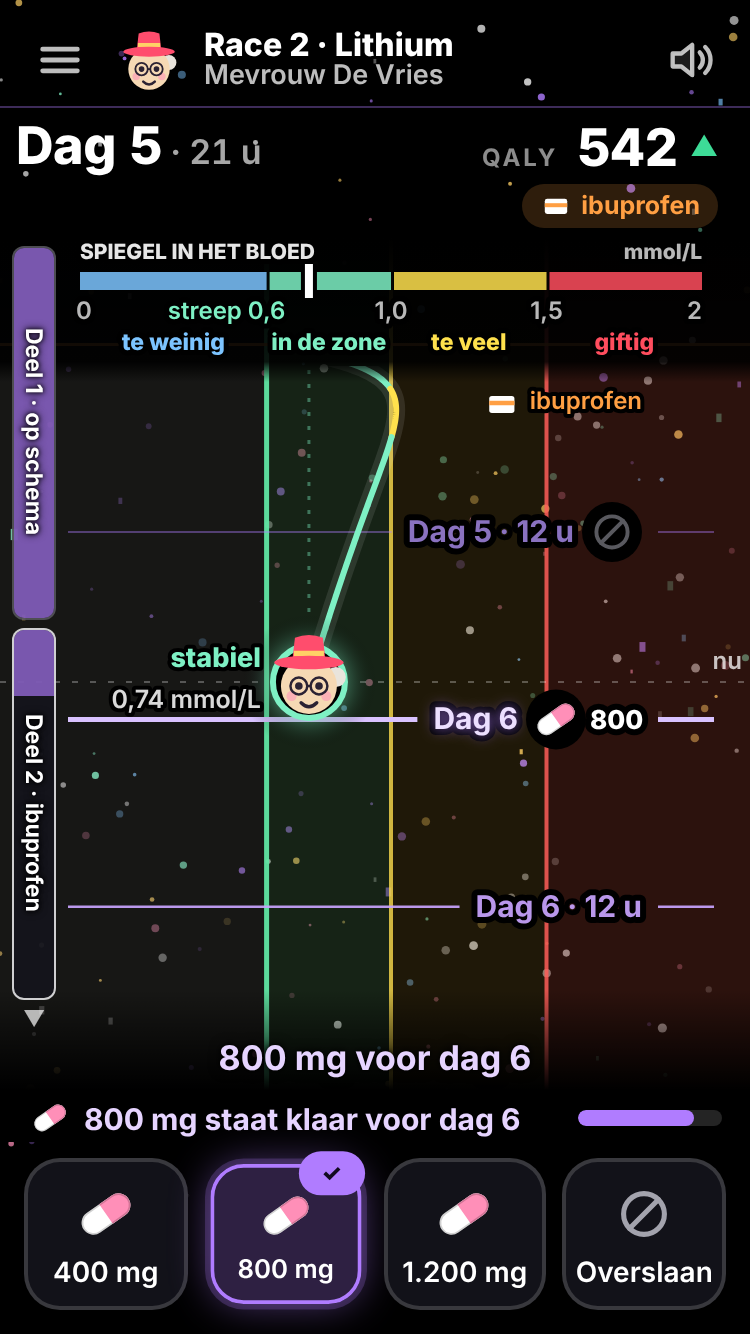 Race 2 · Lithium
Mevrouw De Vries
Dag 5 · 21 u
QALY 542
ibuprofen
SPIEGEL IN HET BLOED mmol/L
0 streep 0,6 1,0 1,5 2
te weinig in de zone te veel giftig
Deel 1 · op schema
ibuprofen
Dag 5 · 12 u
stabiel
nu
0,74 mmol/L
Dag 6 800
Deel 2 · ibuprofen
Dag 6 · 12 u
800 mg voor dag 6
800 mg staat klaar voor dag 6
400 mg 800 mg 1.200 mg Overslaan